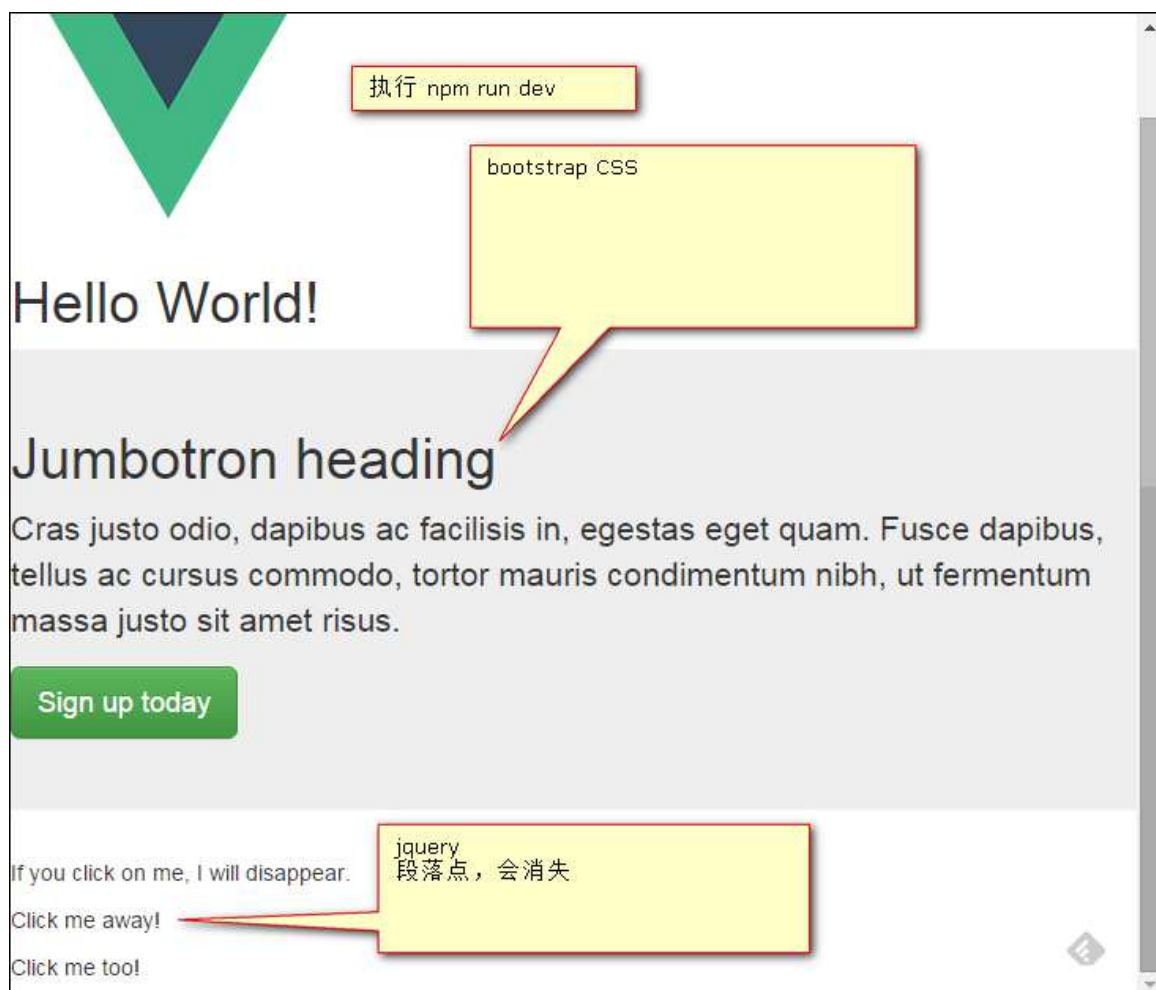 执行 npm run dev
bootstrap CSS
Hello World!
Jumbotron heading
Cras justo odio, dapibus ac facilisis in, egestas eget quam. Fusce dapibus,
tellus ac cursus commodo, tortor mauris condimentum nibh, ut fermentum
massa justo sit amet risus.
Sign up today
jquery
段落点，会消失
If you click on me, I will disappear.
Click me away!
Click me too!